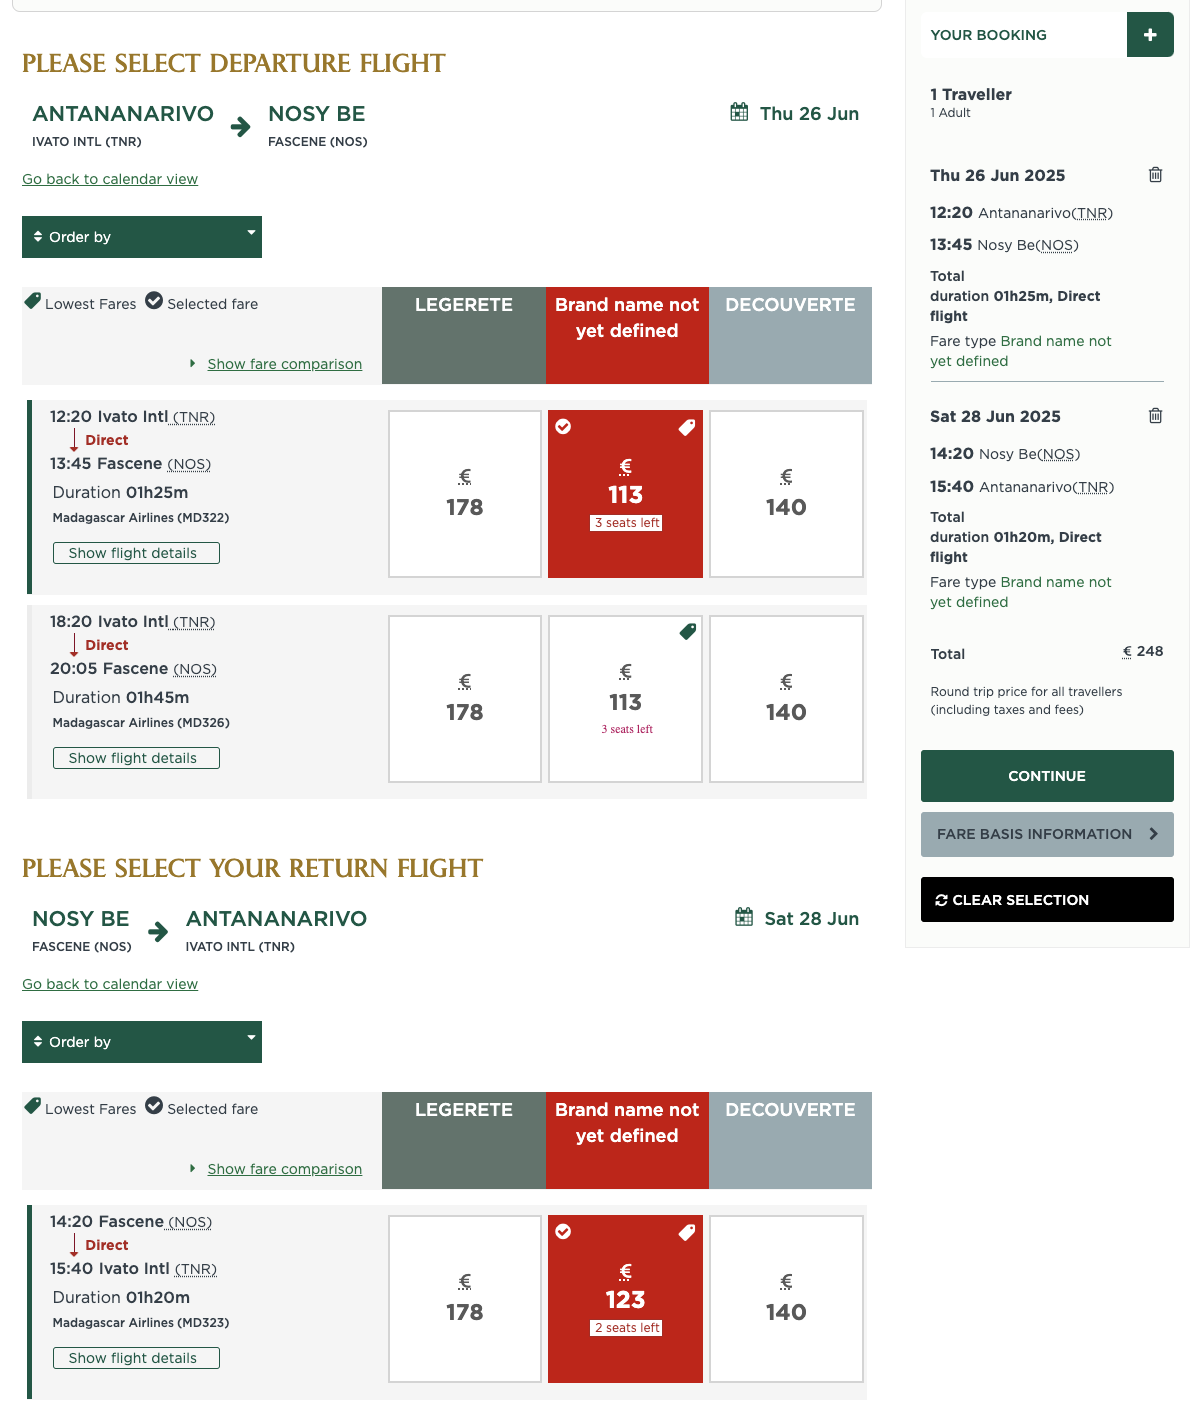 PLEASE SELECT DEPARTURE FLIGHT
ANTANANARIVO
IVATO INTL (TNR)
NOSY BE
FASCENE (NOS)
Thu 26 Jun
Go back to calendar view
Order by
Lowest Fares Selected fare
Show fare comparison
LEGERETE
Brand name not
yet defined
DECOUVERTE
12:20 Ivato Intl (TNR)
Direct
13:45 Fascene (NOS)
Duration 01h25m
Madagascar Airlines (MD322)
Show flight details
€
178
€
113
3 seats left
€
140
18:20 Ivato Intl (TNR)
Direct
20:05 Fascene (NOS)
Duration 01h45m
Madagascar Airlines (MD326)
Show flight details
€
178
€
113
3 seats left
€
140
PLEASE SELECT YOUR RETURN FLIGHT
NOSY BE
FASCENE (NOS)
ANTANANARIVO
IVATO INTL (TNR)
Sat 28 Jun
Go back to calendar view
Order by
Lowest Fares Selected fare
Show fare comparison
LEGERETE
Brand name not
yet defined
DECOUVERTE
14:20 Fascene (NOS)
Direct
15:40 Ivato Intl (TNR)
Duration 01h20m
Madagascar Airlines (MD323)
Show flight details
€
178
€
123
2 seats left
€
140
YOUR BOOKING
+
1 Traveller
1 Adult
Thu 26 Jun 2025
12:20 Antananarivo(TNR)
13:45 Nosy Be(NOS)
Total
duration 01h25m, Direct
flight
Fare type Brand name not
yet defined
Sat 28 Jun 2025
14:20 Nosy Be(NOS)
15:40 Antananarivo(TNR)
Total
duration 01h20m, Direct
flight
Fare type Brand name not
yet defined
Total € 248
Round trip price for all travellers
(including taxes and fees)
CONTINUE
FARE BASIS INFORMATION
CLEAR SELECTION